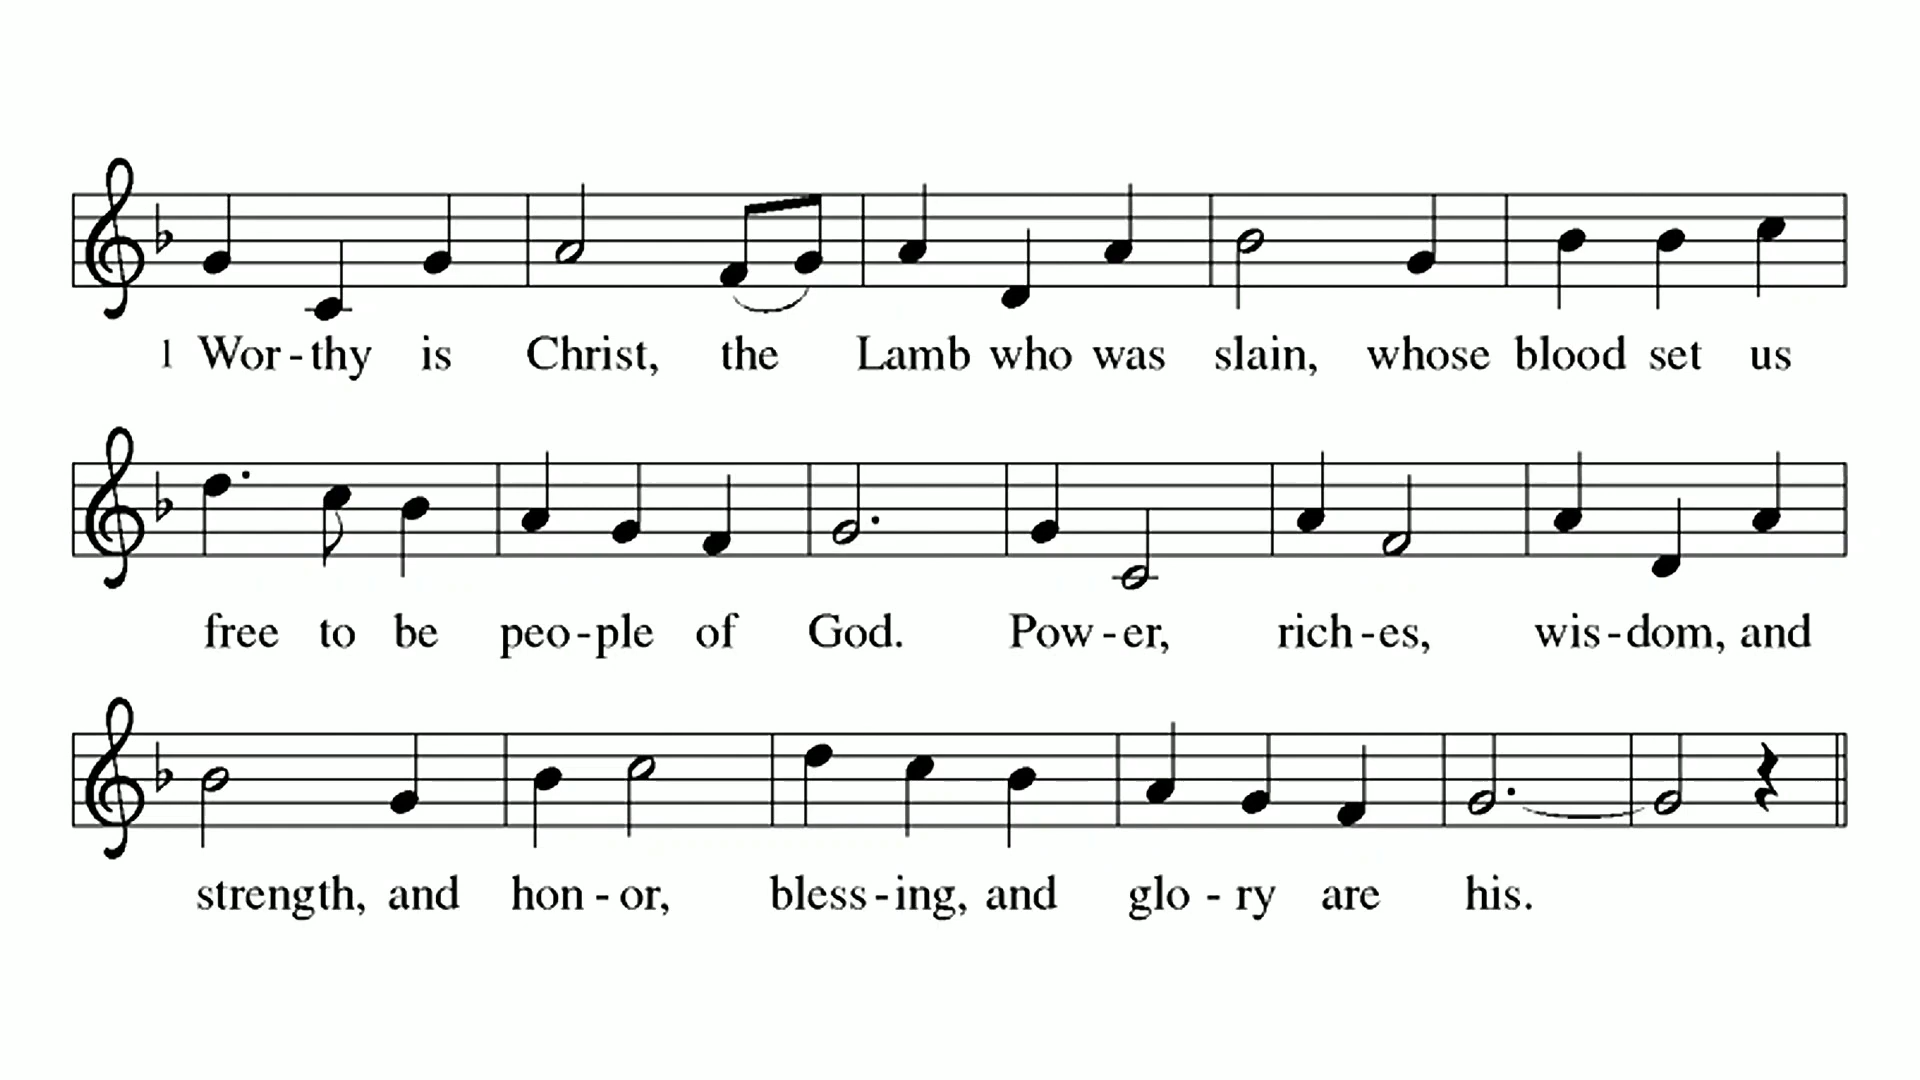 1 Wor-thy is Christ, the Lamb who was slain, whose blood set us
free to be peo-ple of God. Pow-er, rich-es, wis-dom, and
strength, and hon-or, bless-ing, and glo-ry are his.